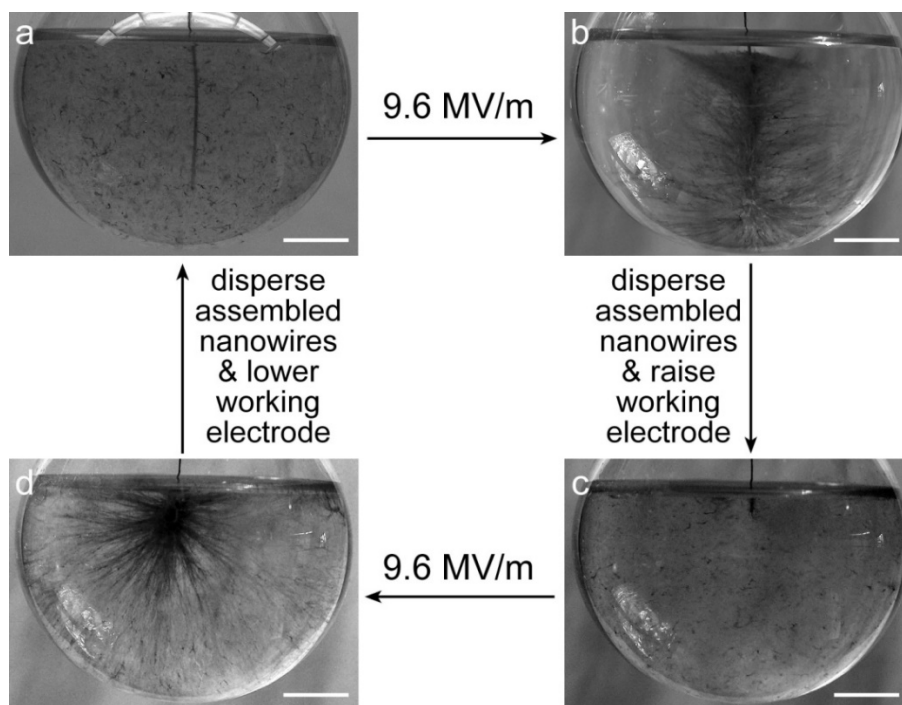 a
9.6 MV/m
b
disperse
assembled
nanowires
& lower
working
electrode
disperse
assembled
nanowires
& raise
working
electrode
d
9.6 MV/m
c